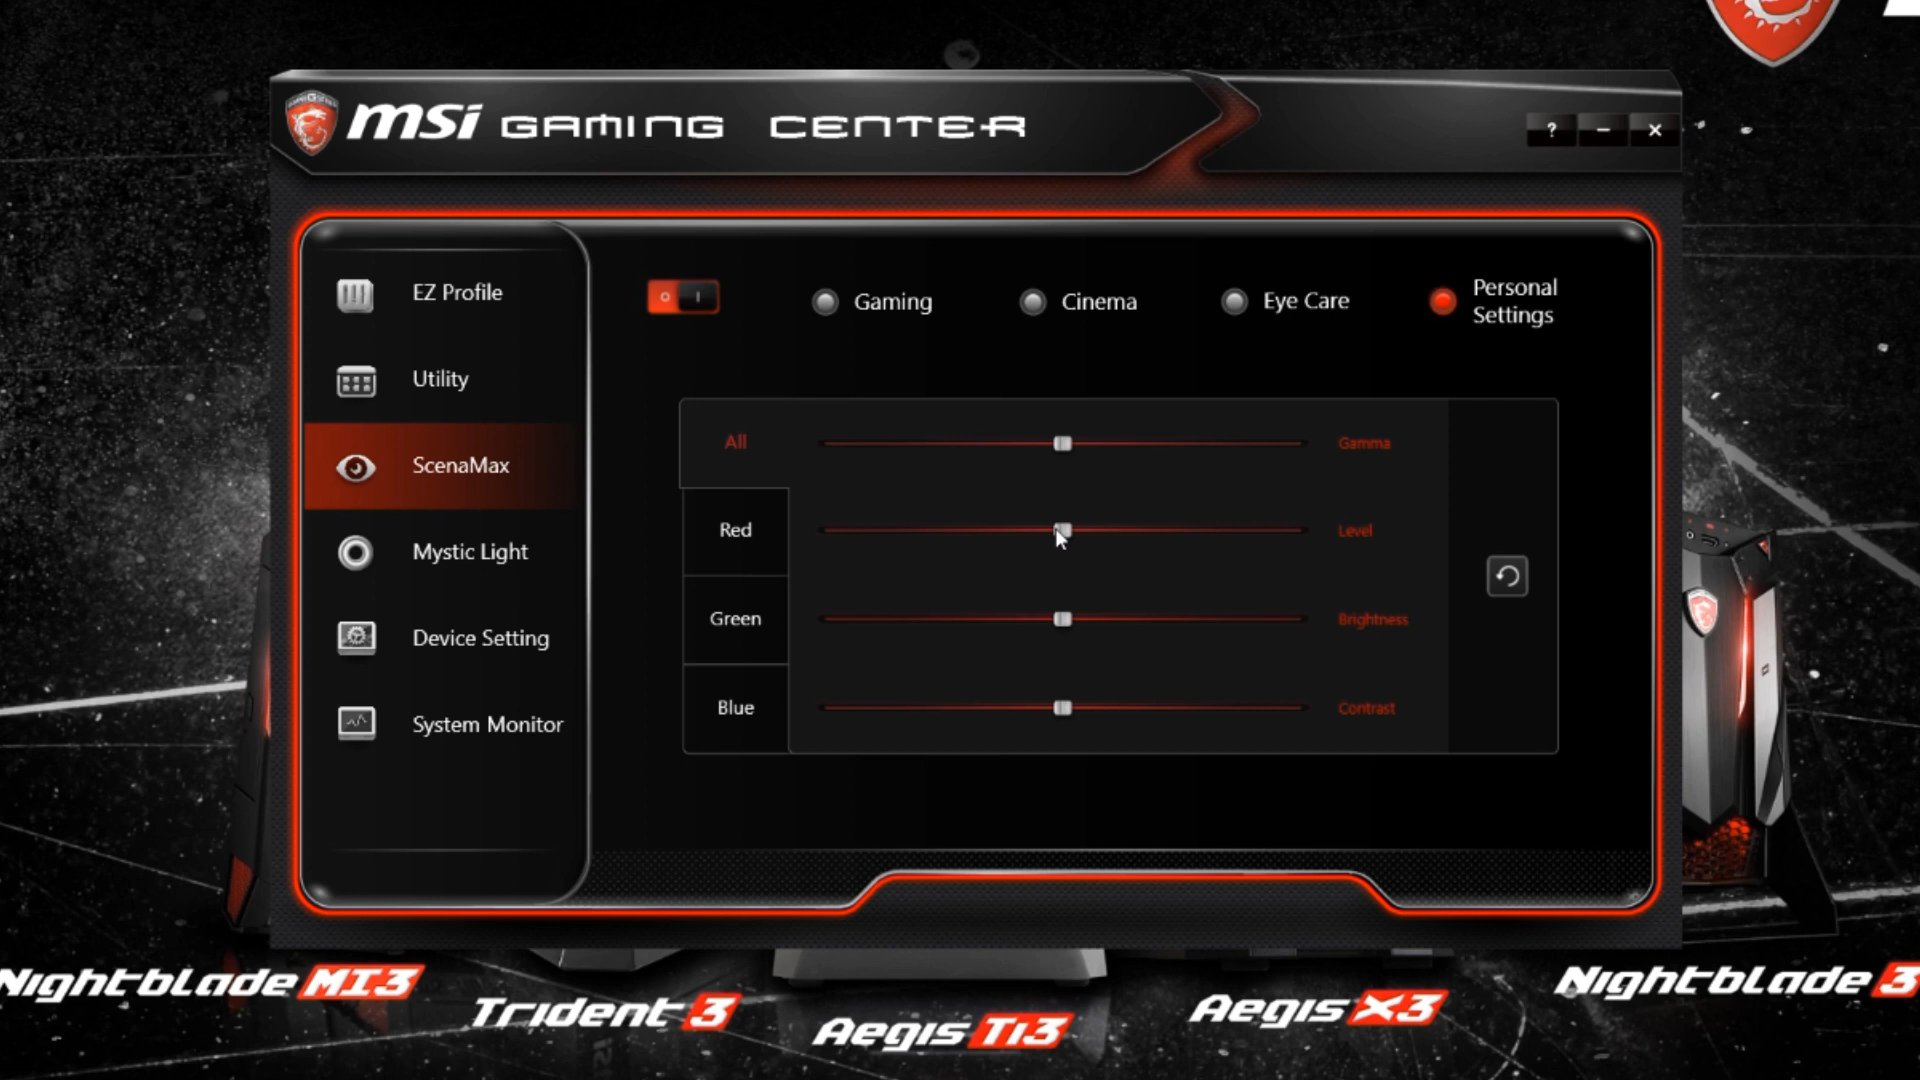 msi GAMING CENTER
? – ×
EZ Profile
Utility
ScenaMax
Mystic Light
Device Setting
System Monitor
O I
Gaming
Cinema
Eye Care
Personal
Settings
All
Gamma
Red
Level
Green
Brightness
Blue
Contrast
Nightblade MI3
Trident 3
Aegis Ti3
Aegis X3
Nightblade 3